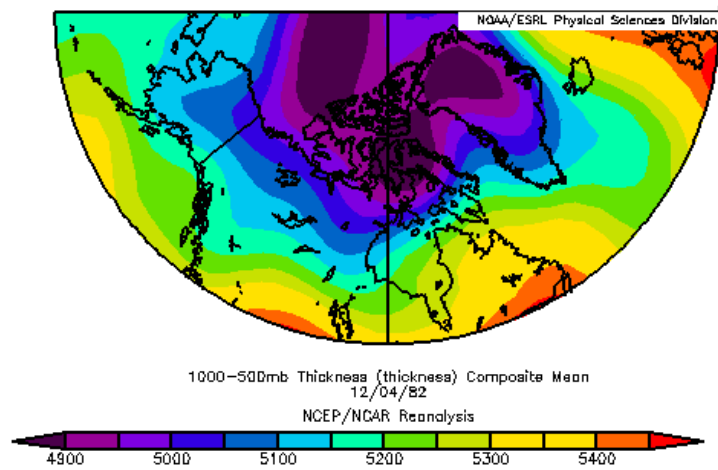 NOAA/ESRL Physical Sciences Division
1000-500mb Thickness (thickness) Composite Mean
12/04/82
NCEP/NCAR Reanalysis
4900 5000 5100 5200 5300 5400